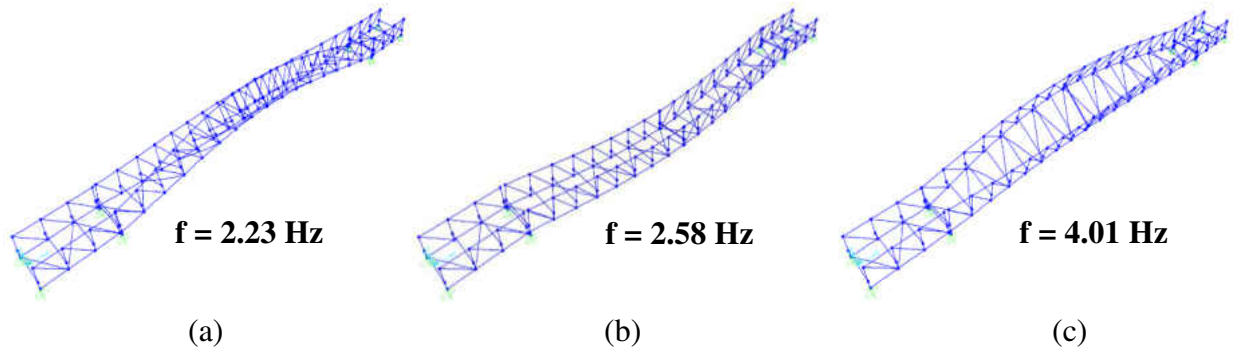 f = 2.23 Hz
f = 2.58 Hz
f = 4.01 Hz
(a)
(b)
(c)